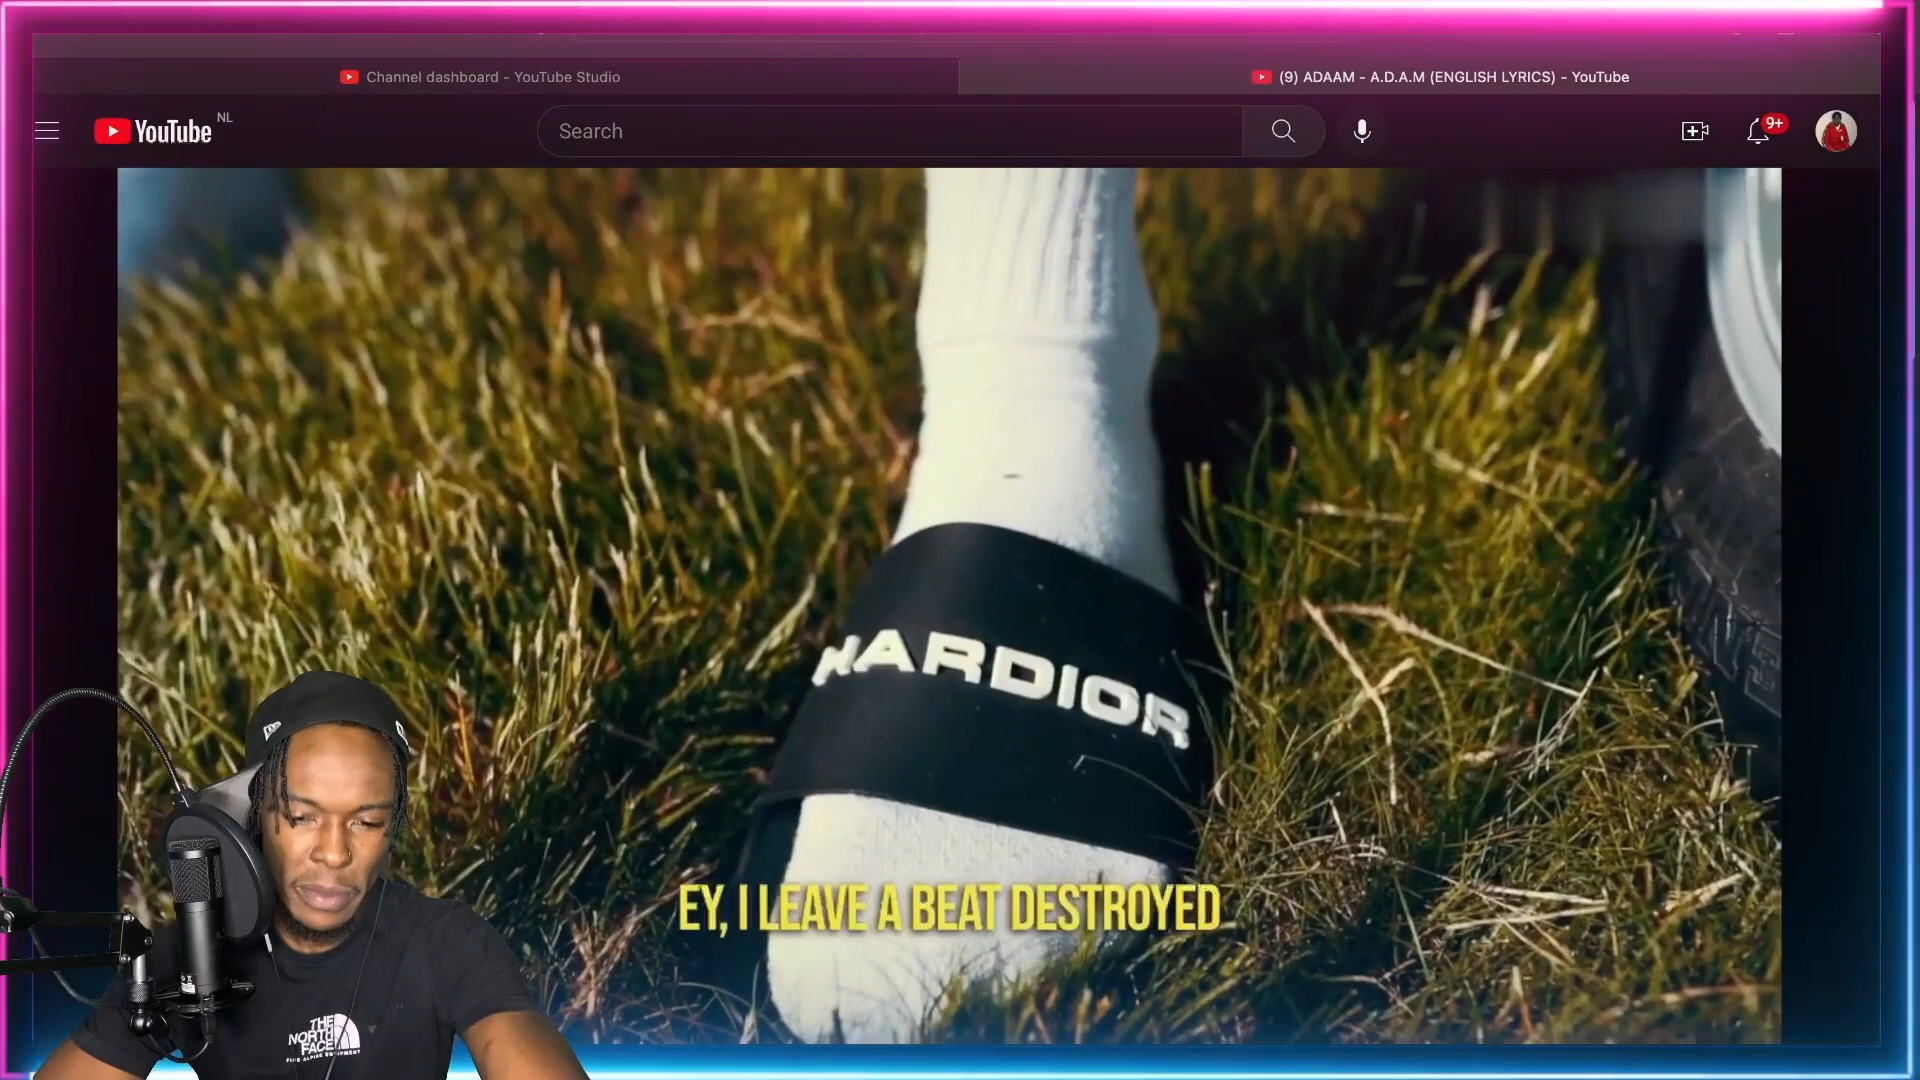 Channel dashboard - YouTube Studio
(9) ADAAM - A.D.A.M (ENGLISH LYRICS) - YouTube
YouTube NL
Search
9+
HARDIOR
EY, I LEAVE A BEAT DESTROYED
THE
NORTH
FACE